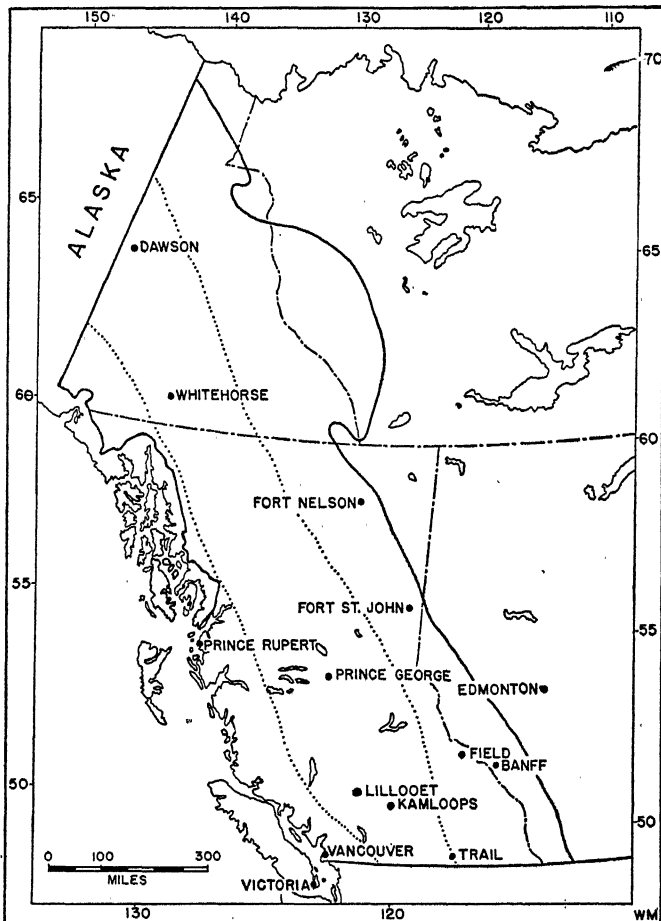 150 140 130 120 110
70
65
ALASKA
DAWSON
65
60
WHITEHORSE
60
FORT NELSON
55
FORT ST. JOHN
55
PRINCE RUPERT
PRINCE GEORGE
EDMONTON
FIELD
BANFF
50
LILLOOET
KAMLOOPS
50
0 100 300
MILES
VANCOUVER
TRAIL
VICTORIA
130 120 WM